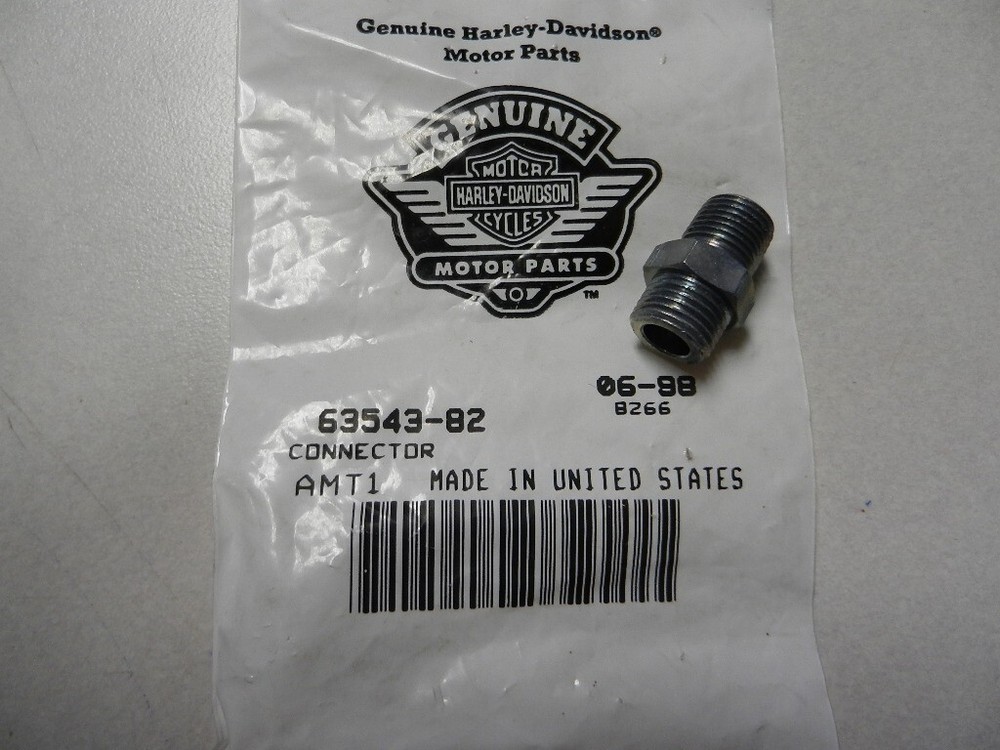 Genuine Harley-Davidson®
Motor Parts
GENUINE
MOTOR
HARLEY-DAVIDSON
CYCLES
MOTOR PARTS
TM
06-98
8266
63543-82
CONNECTOR
AMT1 MADE IN UNITED STATES